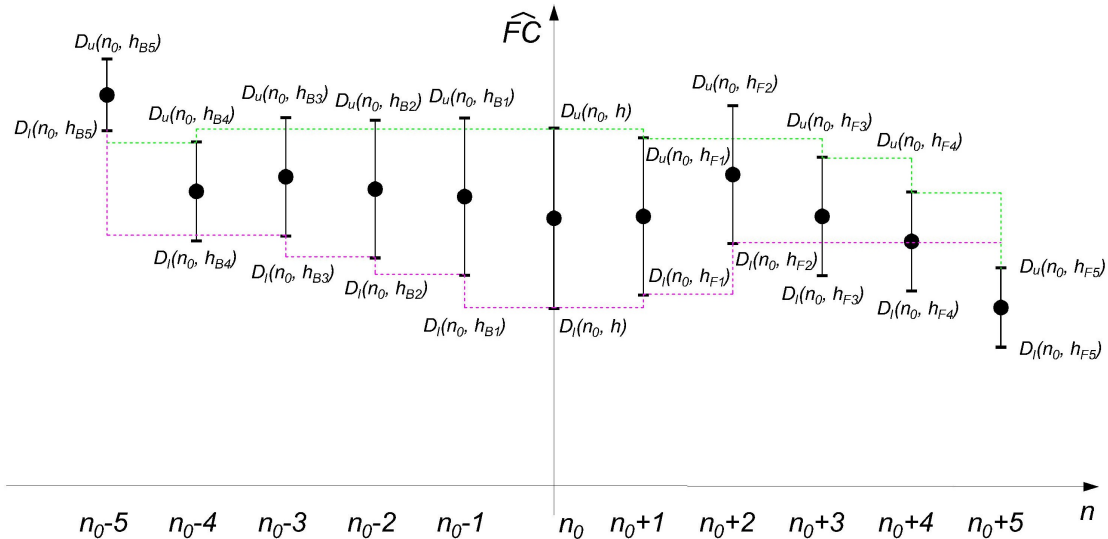 F̂C
Du(n0, hB5)
Dl(n0, hB5)
Du(n0, hB4)
Dl(n0, hB4)
Du(n0, hB3)
Dl(n0, hB3)
Du(n0, hB2)
Dl(n0, hB2)
Du(n0, hB1)
Dl(n0, hB1)
Du(n0, h)
Dl(n0, h)
Du(n0, hF1)
Dl(n0, hF1)
Du(n0, hF2)
Dl(n0, hF2)
Du(n0, hF3)
Dl(n0, hF3)
Du(n0, hF4)
Dl(n0, hF4)
Du(n0, hF5)
Dl(n0, hF5)
n0-5 n0-4 n0-3 n0-2 n0-1 n0 n0+1 n0+2 n0+3 n0+4 n0+5 n